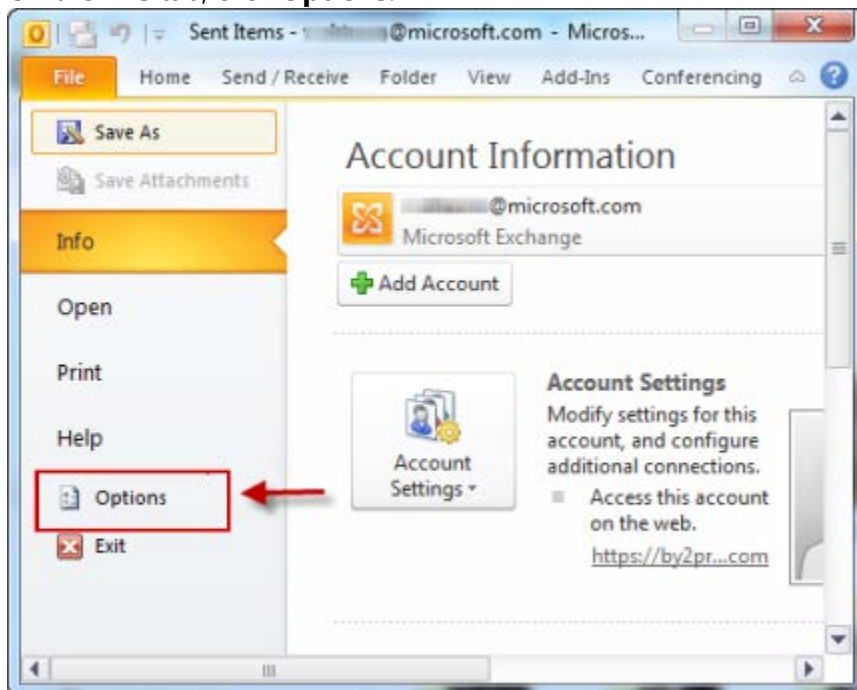 Sent Items - @microsoft.com - Micros...
File Home Send / Receive Folder View Add-Ins Conferencing
Save As
Save Attachments
Info
Open
Print
Help
Options
Exit
Account Information
@microsoft.com
Microsoft Exchange
Add Account
Account
Settings
Account Settings
Modify settings for this
account, and configure
additional connections.
Access this account
on the web.
https://by2pr...com